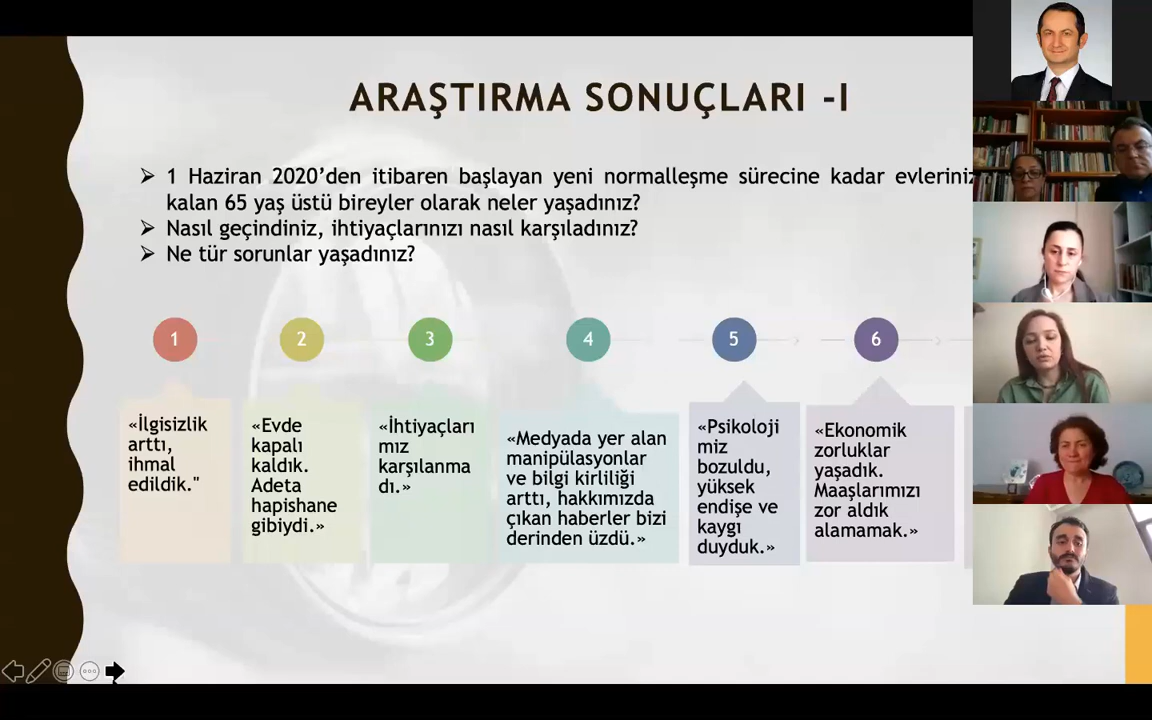 ARAŞTIRMA SONUÇLARI -I
➢ 1 Haziran 2020’den itibaren başlayan yeni normalleşme sürecine kadar
kalan 65 yaş üstü bireyler olarak neler yaşadınız?
➢ Nasıl geçindiniz, ihtiyaçlarınızı nasıl karşıladınız?
➢ Ne tür sorunlar yaşadınız?
1
2
3
4
5
6
«İlgisizlik
arttı,
ihmal
edildik."
«Evde
kapalı
kaldık.
Adeta
hapishane
gibiydi.»
«İhtiyaçları
mız
karşılanma
dı.»
«Medyada yer alan
manipülasyonlar
ve bilgi kirliliği
arttı, hakkımızda
çıkan haberler bizi
derinden üzdü.»
«Psikoloji
miz
bozuldu,
yüksek
endişe ve
kaygı
duyduk.»
«Ekonomik
zorluklar
yaşadık.
Maaşlarımızı
zor aldık
alamamak.»